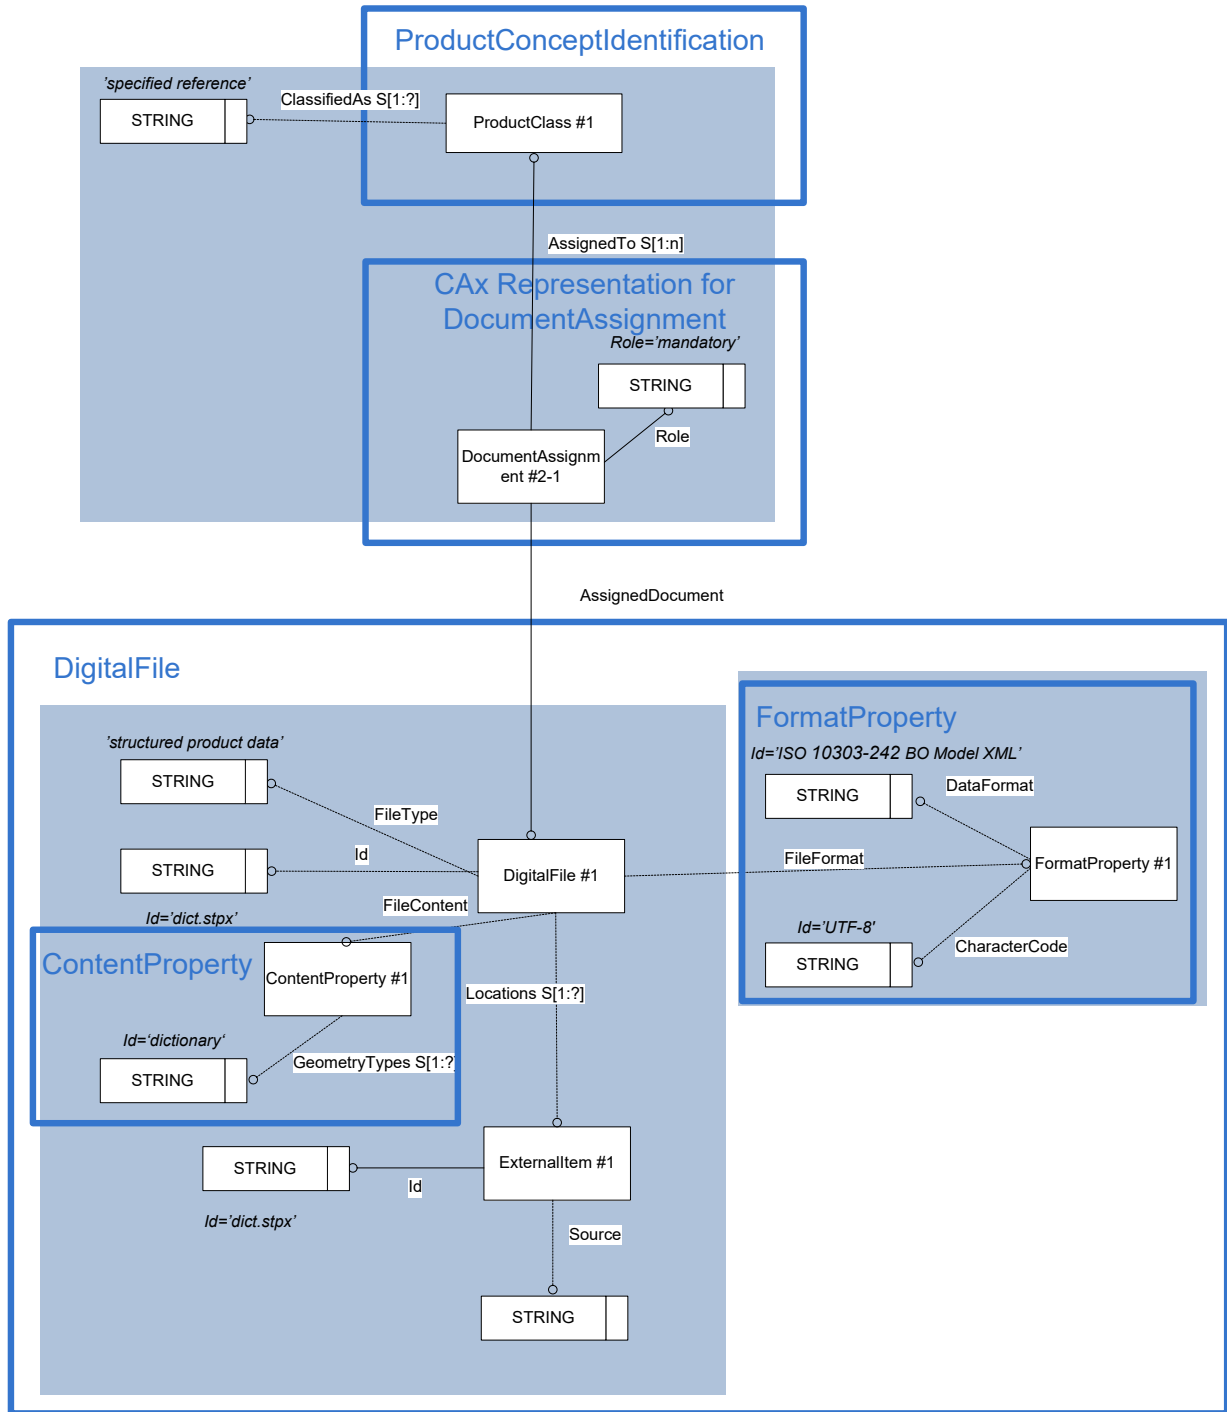 ProductConceptIdentification
'specified reference'
STRING
ClassifiedAs S[1:?]
ProductClass #1
AssignedTo S[1:n]
CAx Representation for
DocumentAssignment
Role='mandatory'
STRING
Role
DocumentAssignm
ent #2-1
AssignedDocument
DigitalFile
'structured product data'
STRING
FileType
Id
STRING
Id='dict.stpx'
DigitalFile #1
FileContent
FormatProperty
Id='ISO 10303-242 BO Model XML'
STRING
DataFormat
FileFormat
FormatProperty #1
Id='UTF-8'
STRING
CharacterCode
ContentProperty
ContentProperty #1
Locations S[1:?]
Id='dictionary'
STRING
GeometryTypes S[1:?]
STRING
Id
Id='dict.stpx'
ExternalItem #1
Source
STRING